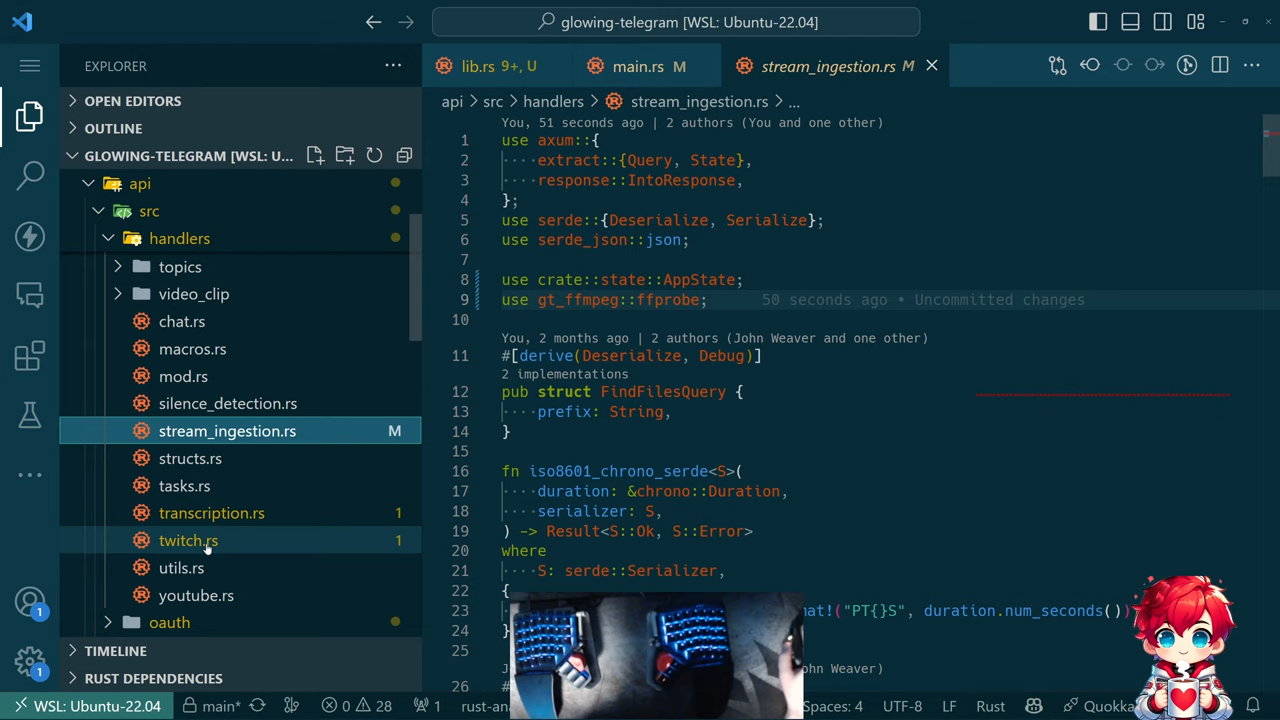 glowing-telegram [WSL: Ubuntu-22.04]
EXPLORER
OPEN EDITORS
OUTLINE
GLOWING-TELEGRAM [WSL: U...
api
src
handlers
topics
video_clip
chat.rs
macros.rs
mod.rs
silence_detection.rs
stream_ingestion.rs M
structs.rs
tasks.rs
transcription.rs 1
twitch.rs 1
utils.rs
youtube.rs
oauth
TIMELINE
RUST DEPENDENCIES
1
1
lib.rs 9+, U
main.rs M
stream_ingestion.rs M
api > src > handlers > stream_ingestion.rs > ...
You, 51 seconds ago | 2 authors (You and one other)
1 use axum::{
2 ····extract::{Query, State},
3 ····response::IntoResponse,
4 };
5 use serde::{Deserialize, Serialize};
6 use serde_json::json;
7
8 use crate::state::AppState;
9 use gt_ffmpeg::ffprobe; 50 seconds ago • Uncommitted changes
10
You, 2 months ago | 2 authors (John Weaver and one other)
11 #[derive(Deserialize, Debug)]
2 implementations
12 pub struct FindFilesQuery {
13 ····prefix: String,
14 }
15
16 fn iso8601_chrono_serde<S>(
17 ····duration: &chrono::Duration,
18 ····serializer: S,
19 ) -> Result<S::Ok, S::Error>
20 where
21 ····S: serde::Serializer,
22 {
23 mat!("PT{}S", duration.num_seconds())
24 }
25
ohn Weaver)
26
WSL: Ubuntu-22.04
main*
0 28
1
rust-an
Spaces: 4
UTF-8
LF
Rust
Quokka